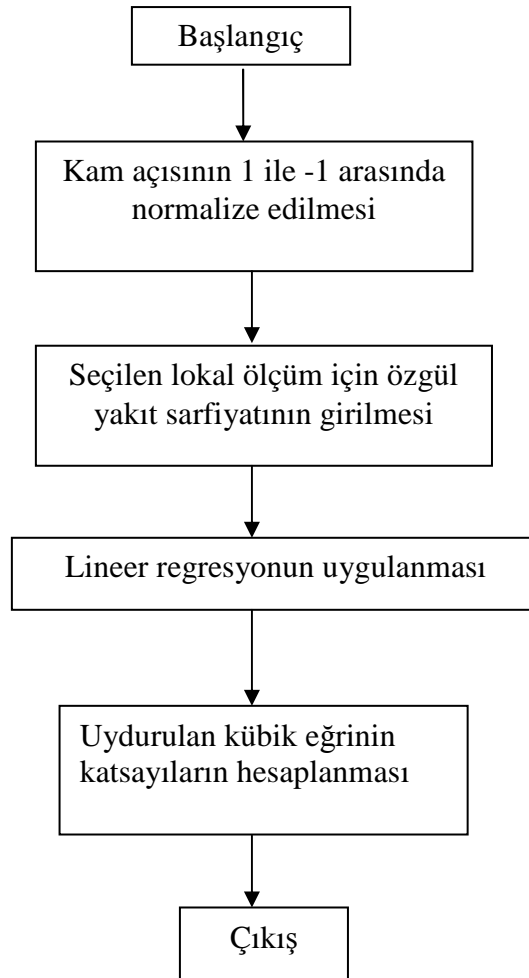 Başlangıç
Kam açısının 1 ile -1 arasında
normalize edilmesi
Seçilen lokal ölçüm için özgül
yakıt sarfiyatının girilmesi
Lineer regresyonun uygulanması
Uydurulan kübik eğrinin
katsayıların hesaplanması
Çıkış